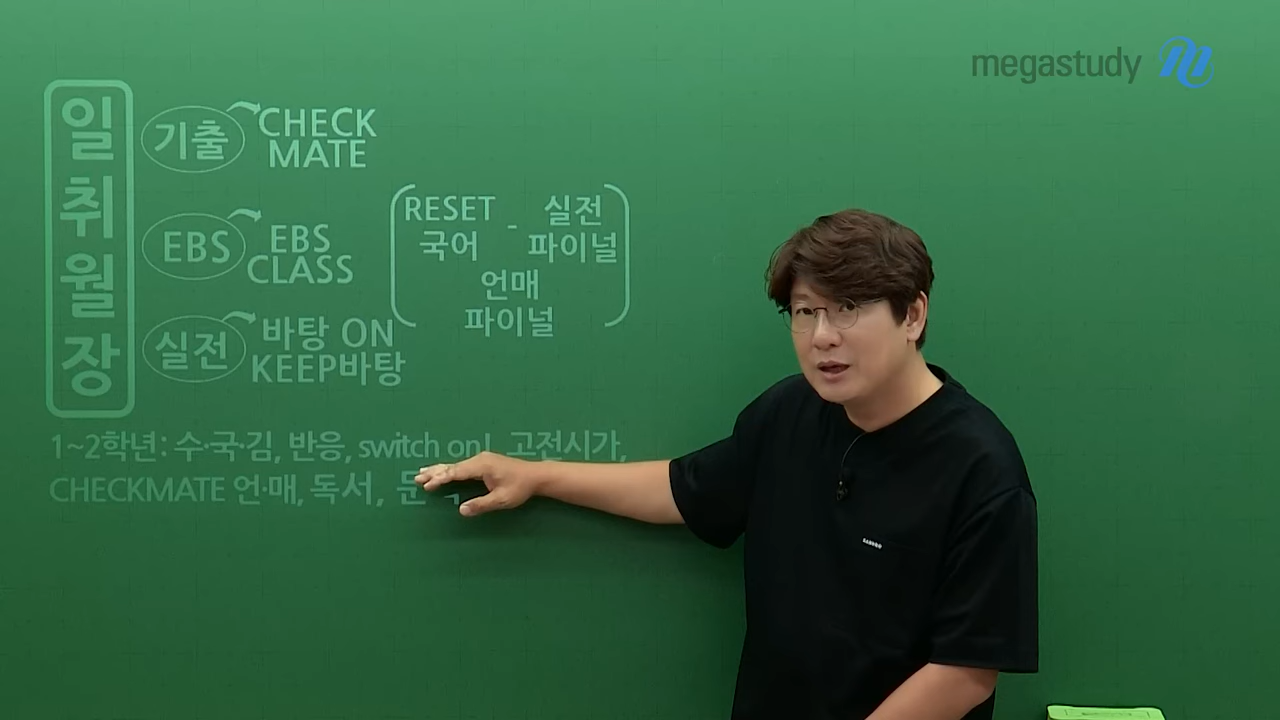 megastudy
일취월장
기출 CHECK
MATE
EBS EBS
CLASS
실전 바탕 ON
KEEP바탕
RESET - 실전
국어 파이널
언매
파이널
1~2학년: 수·국·김, 반응, switch on! 고전시가,
CHECKMATE 언·매, 독서,